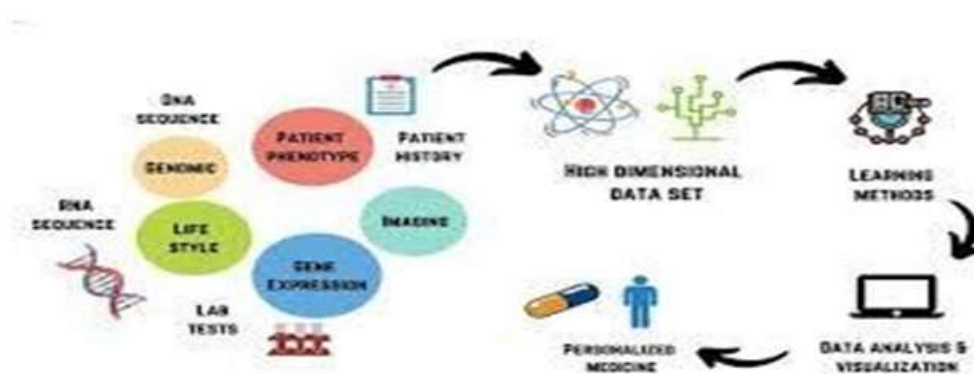 DNA
SEQUENCE
GENOMIC
PATIENT
PHENOTYPE
PATIENT
HISTORY
RNA
SEQUENCE
LIFE
STYLE
IMAGING
GENE
EXPRESSION
LAB
TESTS
HIGH DIMENSIONAL
DATA SET
LEARNING
METHODS
DATA ANALYSIS &
VISUALIZATION
PERSONALIZED
MEDICINE